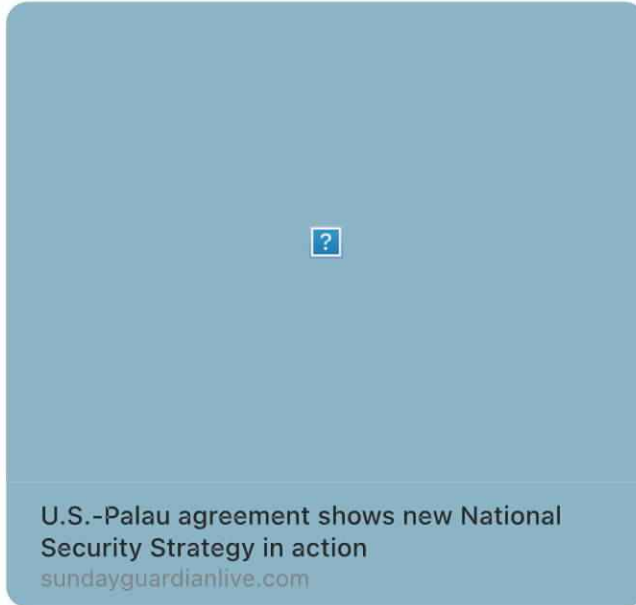 ?
U.S.-Palau agreement shows new National
Security Strategy in action
sundayguardianlive.com